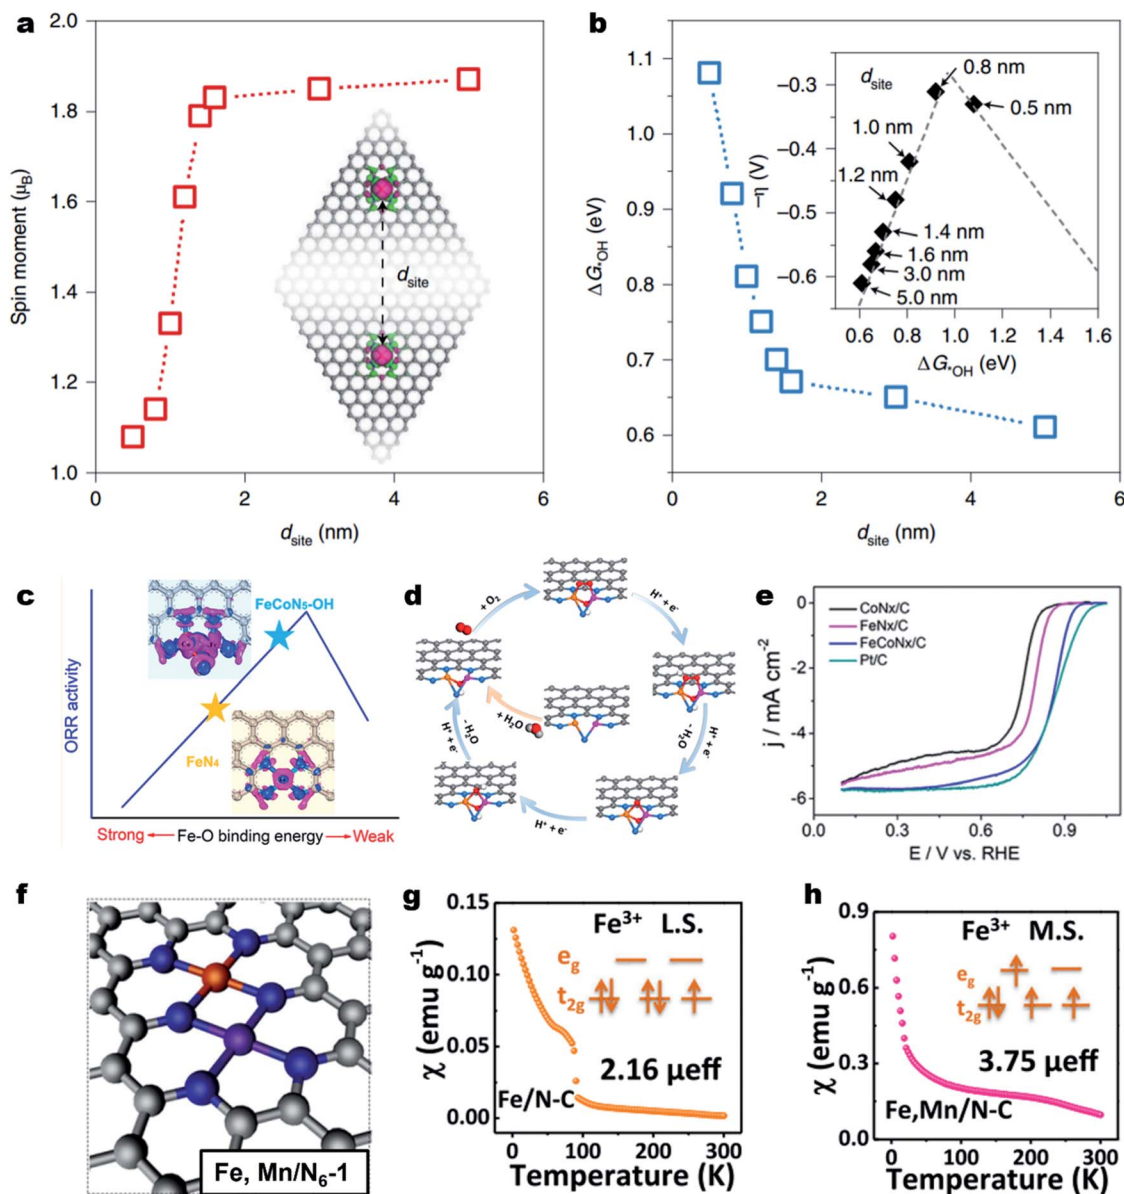 a
2.0
1.8
1.6
1.4
1.2
1.0
0
2
4
6
Spin moment (μB)
dsite (nm)
dsite
b
1.1
1.0
0.9
0.8
0.7
0.6
0
2
4
6
ΔG*OH (eV)
dsite (nm)
dsite
−0.3
−0.4
−0.5
−0.6
−η (V)
0.8 nm
0.5 nm
1.0 nm
1.2 nm
1.4 nm
1.6 nm
3.0 nm
5.0 nm
0.6 0.8 1.0 1.2 1.4 1.6
ΔG*OH (eV)
c
ORR activity
FeCoN5-OH
FeN4
Strong
Fe-O binding energy
Weak
d
+ O2
H+ + e-
H+ + e-
- H2O
H+ + e-
H+ + e-
- H2O
+ H2O
e
j / mA cm-2
0
-2
-4
-6
CoNx/C
FeNx/C
FeCoNx/C
Pt/C
0.0 0.3 0.6 0.9
E / V vs. RHE
f
Fe, Mn/N6-1
g
χ (emu g-1)
0.15
0.10
0.05
0.00
Fe3+ L.S.
eg
t2g
2.16 μeff
Fe/N-C
0 100 200 300
Temperature (K)
h
χ (emu g-1)
0.9
0.6
0.3
0.0
Fe3+ M.S.
eg
t2g
3.75 μeff
Fe,Mn/N-C
0 100 200 300
Temperature (K)